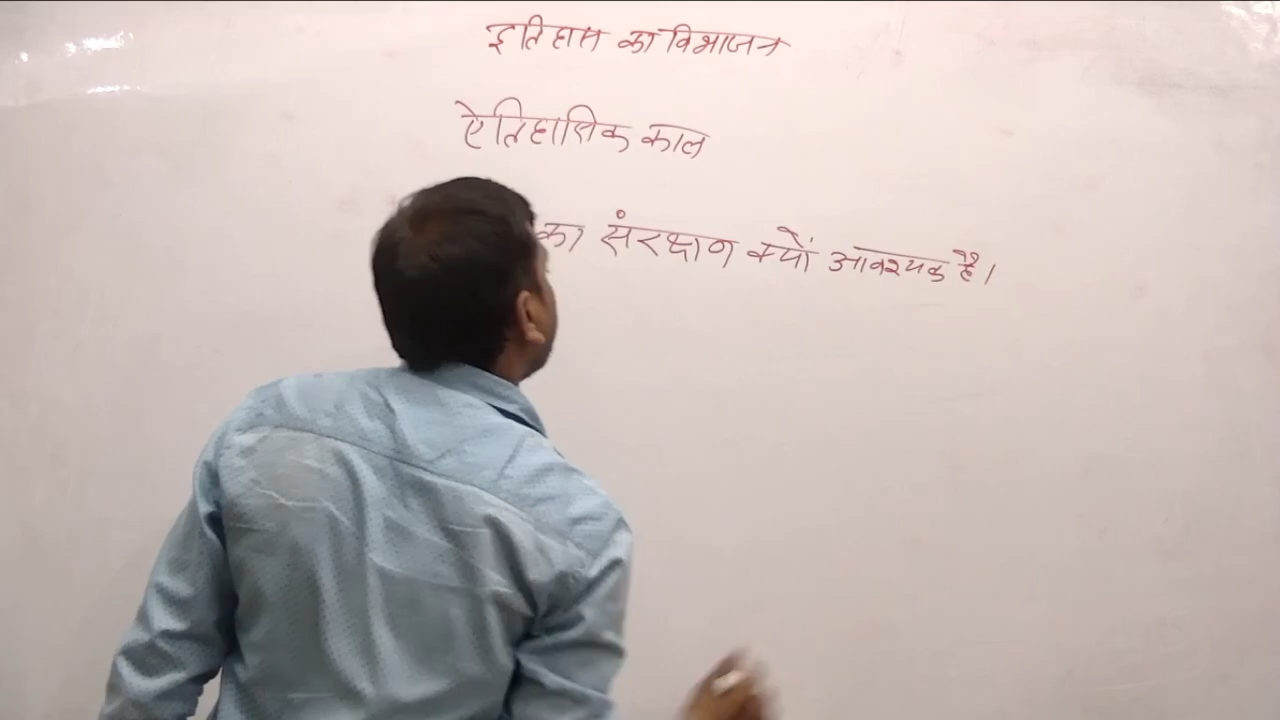 इतिहास का विभाजन
ऐतिहासिक काल
का संरक्षण क्यों आवश्यक है।